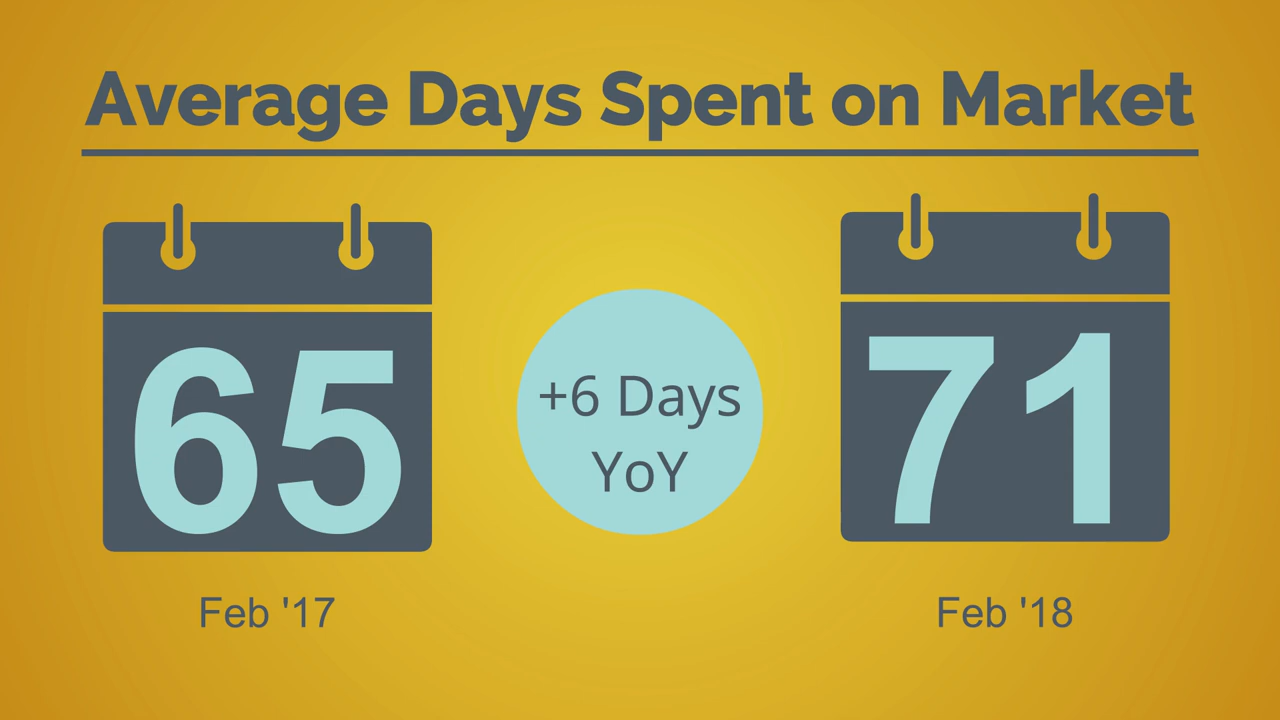 Average Days Spent on Market
65
+6 Days
YoY
71
Feb '17
Feb '18